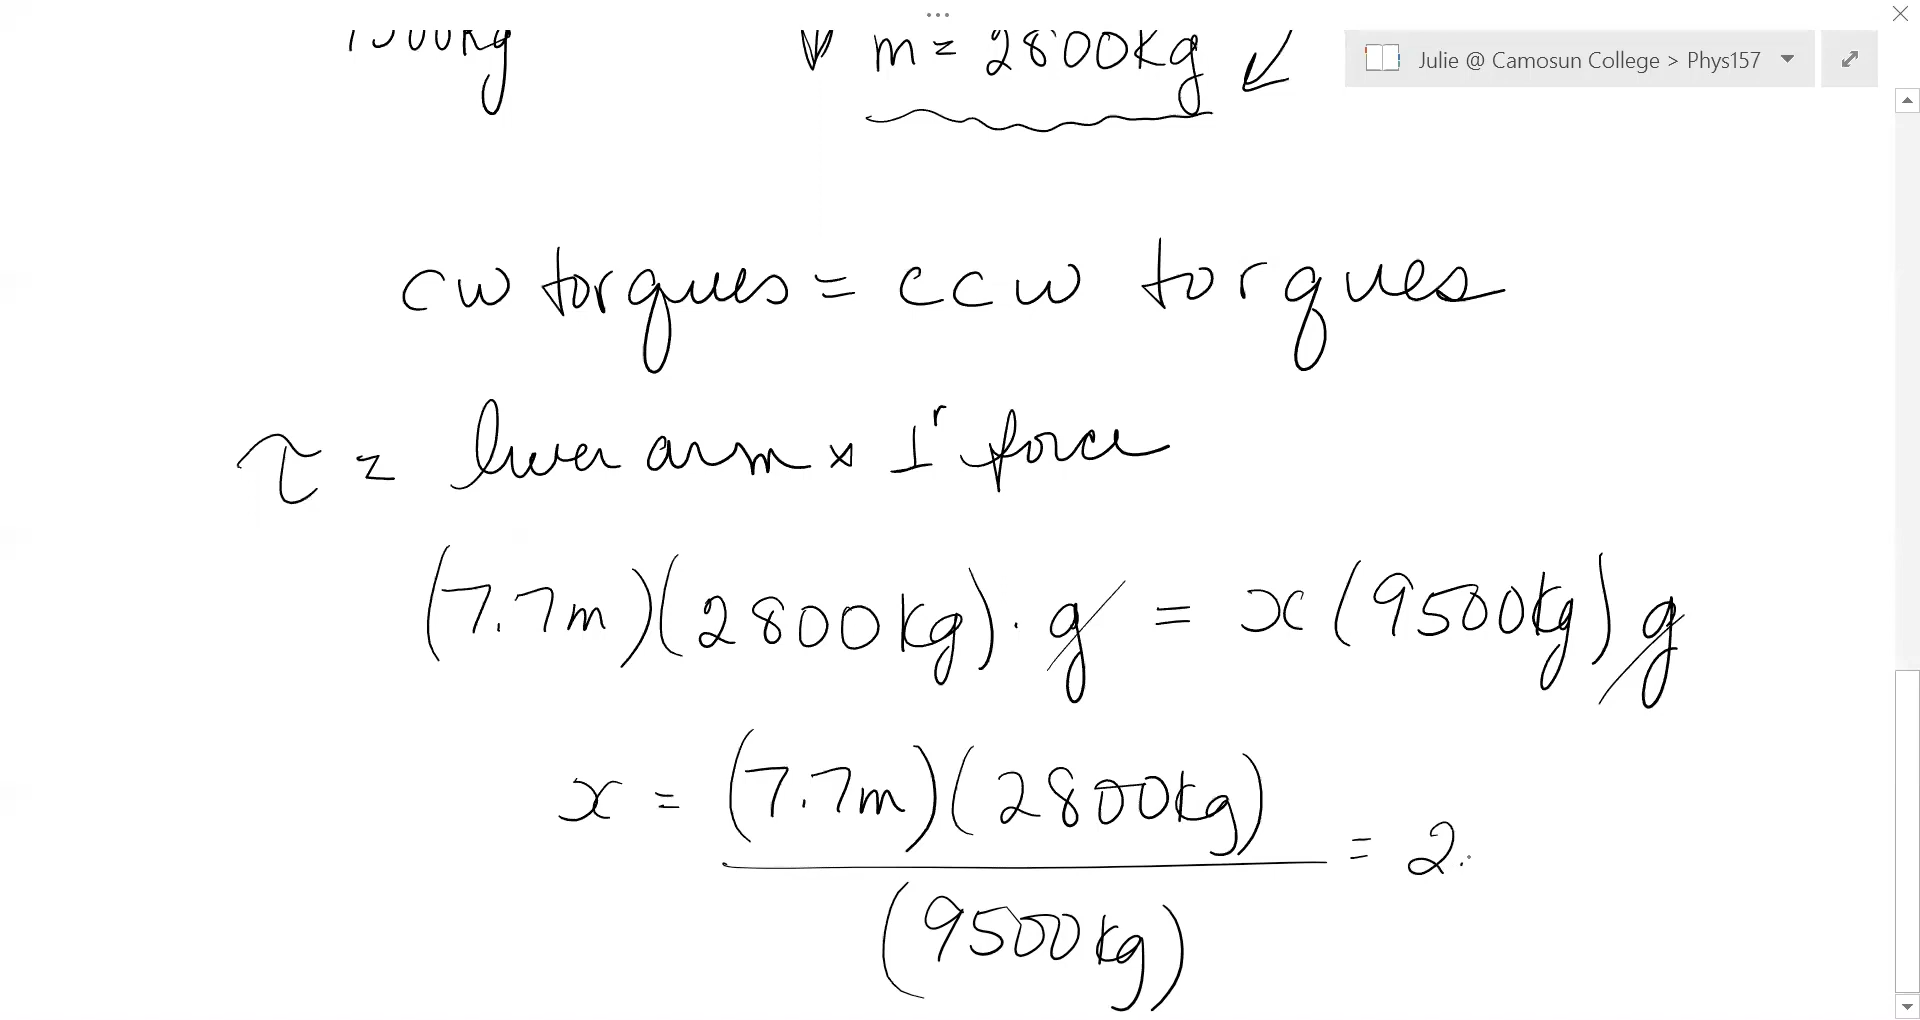 m = 2800kg
Julie @ Camosun College > Phys157
cw torques = ccw torques
τ = lever arm × ⊥r force
(7.7m)(2800kg)·g = x(9500kg)g
x = (7.7m)(2800kg)
= 2.
(9500kg)